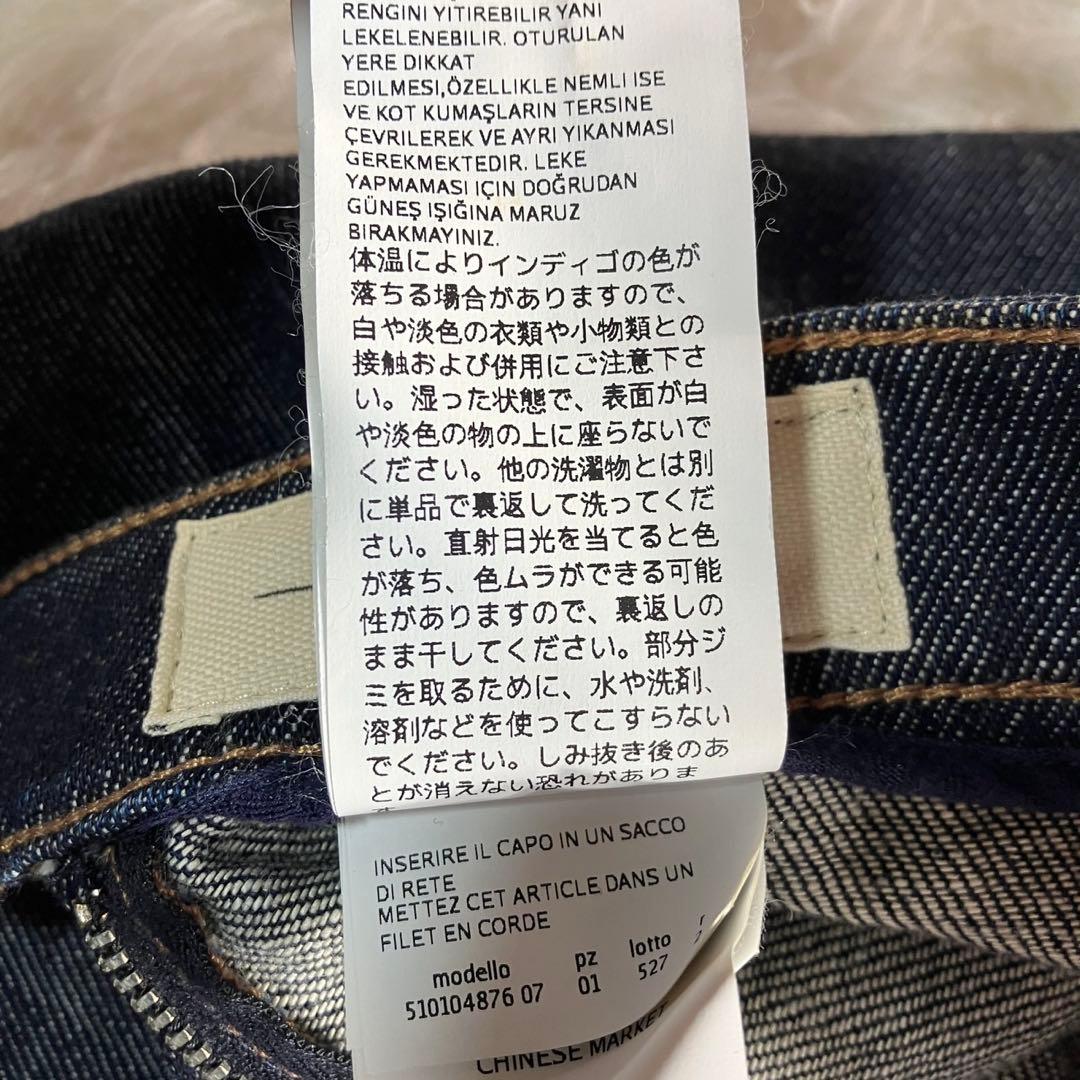 RENGINI YITIREBILIR YANI
LEKELENEBILIR. OTURULAN
YERE DIKKAT
EDILMESI,ÖZELLIKLE NEMLI ISE
VE KOT KUMAŞLARIN TERSINE
ÇEVRILEREK VE AYRI YIKANMASI
GEREKMEKTEDIR. LEKE
YAPMAMASI IÇIN DOĞRUDAN
GÜNEŞ IŞIĞINA MARUZ
BIRAKMAYINIZ.
体温によりインディゴの色が
落ちる場合がありますので、
白や淡色の衣類や小物類との
接触および併用にご注意下さ
い。湿った状態で、表面が白
や淡色の物の上に座らないで
ください。他の洗濯物とは別
に単品で裏返して洗ってくだ
さい。直射日光を当てると色
が落ち、色ムラができる可能
性がありますので、裏返しの
まま干してください。部分ジ
ミを取るために、水や洗剤、
溶剤などを使ってこすらない
でください。しみ抜き後のあ
とが消えない恐れがありま
INSERIRE IL CAPO IN UN SACCO
DI RETE
METTEZ CET ARTICLE DANS UN
FILET EN CORDE
modello pz lotto
510104876 07 01 527
CHINESE MARKET